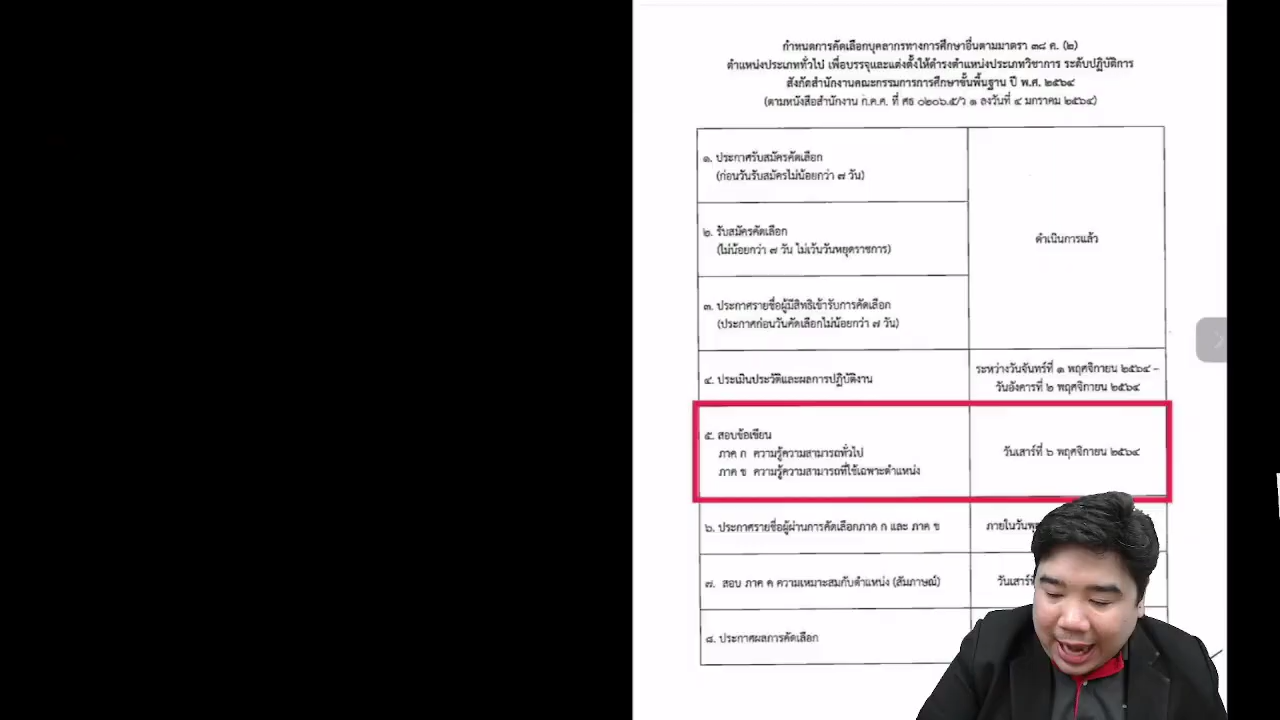 กำหนดการคัดเลือกบุคลากรทางการศึกษาอื่นตามมาตรา ๓๘ ค. (๒)
ตำแหน่งประเภททั่วไป เพื่อบรรจุและแต่งตั้งให้ดำรงตำแหน่งประเภทวิชาการ ระดับปฏิบัติการ
สังกัดสำนักงานคณะกรรมการการศึกษาขั้นพื้นฐาน ปี พ.ศ. ๒๕๖๔
(ตามหนังสือสำนักงาน ก.ค.ศ. ที่ ศธ ๐๒๐๖.๕/ว ๑ ลงวันที่ ๔ มกราคม ๒๕๖๔)
๑. ประกาศรับสมัครคัดเลือก
(ก่อนวันรับสมัครไม่น้อยกว่า ๗ วัน)
๒. รับสมัครคัดเลือก
(ไม่น้อยกว่า ๗ วัน ไม่เว้นวันหยุดราชการ)
ดำเนินการแล้ว
๓. ประกาศรายชื่อผู้มีสิทธิเข้ารับการคัดเลือก
(ประกาศก่อนวันคัดเลือกไม่น้อยกว่า ๗ วัน)
๔. ประเมินประวัติและผลการปฏิบัติงาน
ระหว่างวันจันทร์ที่ ๑ พฤศจิกายน ๒๕๖๔ –
วันอังคารที่ ๒ พฤศจิกายน ๒๕๖๔
๕. สอบข้อเขียน
ภาค ก ความรู้ความสามารถทั่วไป
ภาค ข ความรู้ความสามารถที่ใช้เฉพาะตำแหน่ง
วันเสาร์ที่ ๖ พฤศจิกายน ๒๕๖๔
๖. ประกาศรายชื่อผู้ผ่านการคัดเลือกภาค ก และ ภาค ข
ภายในวัน
๗. สอบ ภาค ค ความเหมาะสมกับตำแหน่ง (สัมภาษณ์)
วันเสาร์
๘. ประกาศผลการคัดเลือก